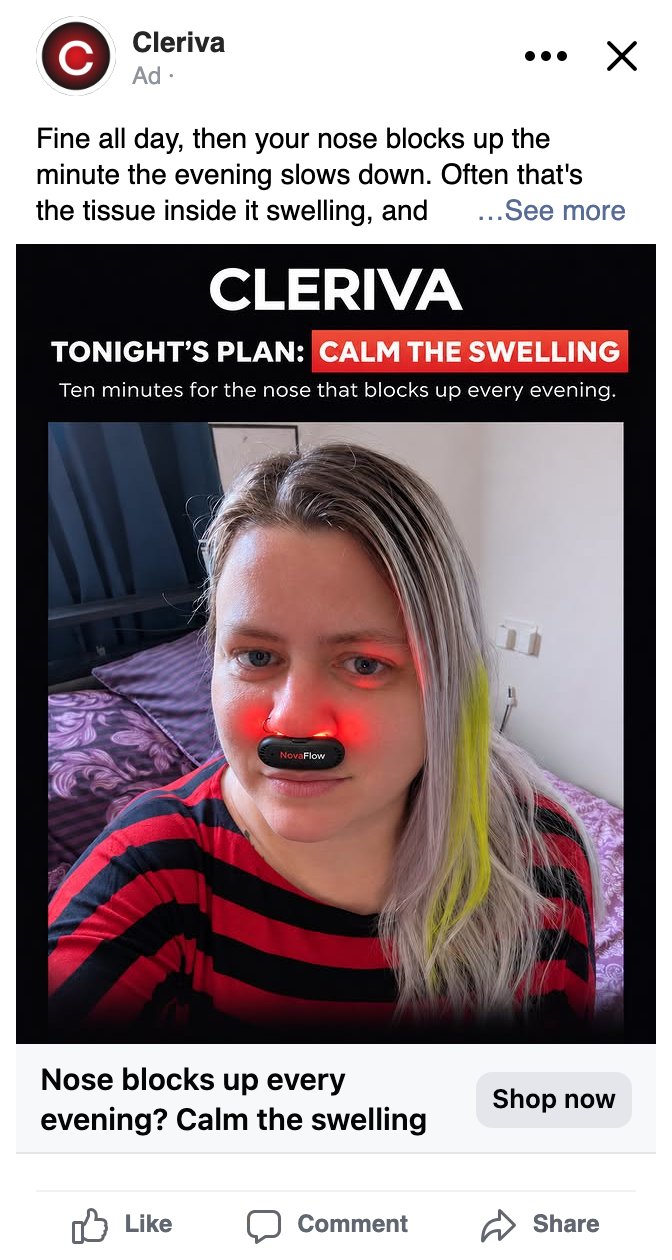 C
Cleriva
Ad ·
Fine all day, then your nose blocks up the
minute the evening slows down. Often that's
the tissue inside it swelling, and ...See more
CLERIVA
TONIGHT’S PLAN: CALM THE SWELLING
Ten minutes for the nose that blocks up every evening.
NovaFlow
Nose blocks up every
evening? Calm the swelling
Shop now
Like
Comment
Share